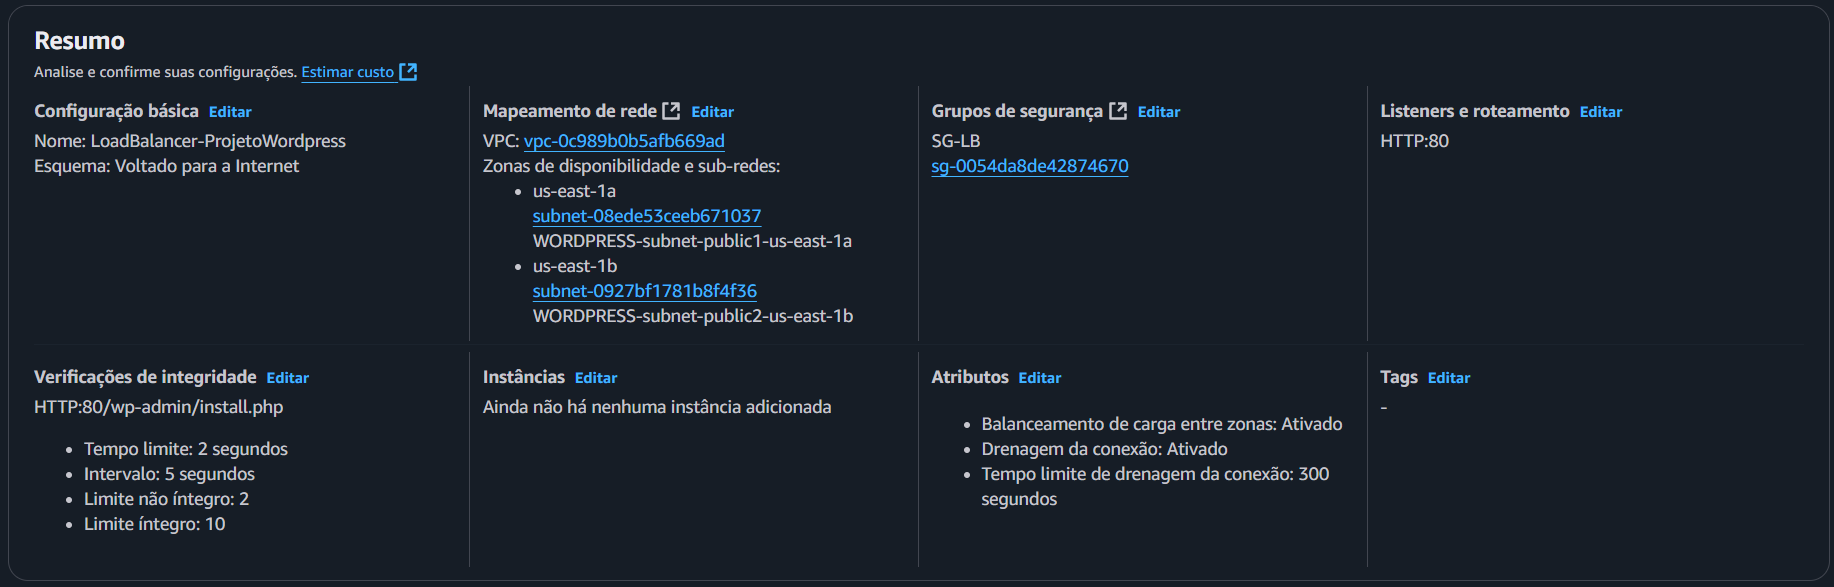 Resumo
Analise e confirme suas configurações. Estimar custo
Configuração básica Editar
Nome: LoadBalancer-ProjetoWordpress
Esquema: Voltado para a Internet
Mapeamento de rede Editar
VPC: vpc-0c989b0b5afb669ad
Zonas de disponibilidade e sub-redes:
us-east-1a
subnet-08ede53ceeb671037
WORDPRESS-subnet-public1-us-east-1a
us-east-1b
subnet-0927bf1781b8f4f36
WORDPRESS-subnet-public2-us-east-1b
Grupos de segurança Editar
SG-LB
sg-0054da8de42874670
Listeners e roteamento Editar
HTTP:80
Verificações de integridade Editar
HTTP:80/wp-admin/install.php
Tempo limite: 2 segundos
Intervalo: 5 segundos
Limite não íntegro: 2
Limite íntegro: 10
Instâncias Editar
Ainda não há nenhuma instância adicionada
Atributos Editar
Balanceamento de carga entre zonas: Ativado
Drenagem da conexão: Ativado
Tempo limite de drenagem da conexão: 300
segundos
Tags Editar
-